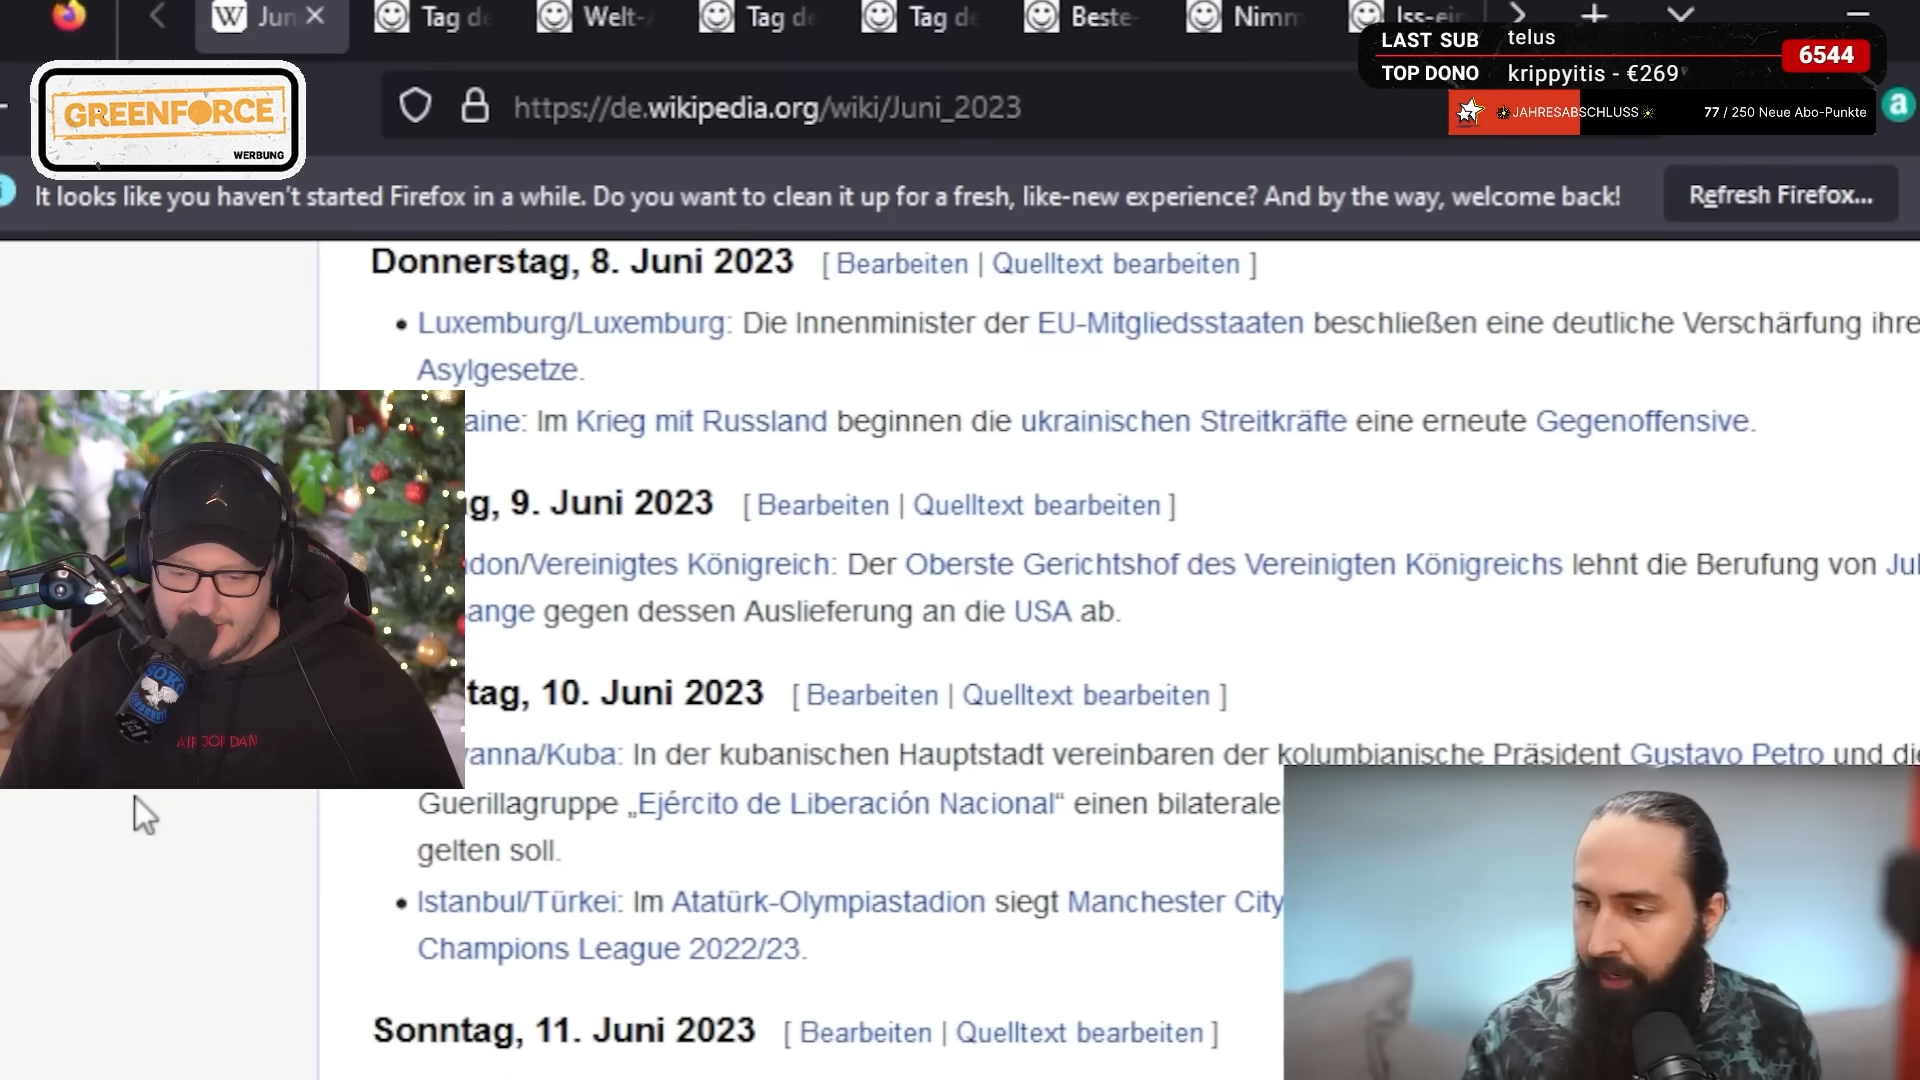 Jun
Tag d
Welt-
Tag d
Tag d
Beste-
Nimm
Iss-ein
LAST SUB telus
6544
TOP DONO krippyitis - €269
JAHRESABSCHLUSS
77 / 250 Neue Abo-Punkte
a
GREENFORCE
WERBUNG
https://de.wikipedia.org/wiki/Juni_2023
It looks like you haven't started Firefox in a while. Do you want to clean it up for a fresh, like-new experience? And by the way, welcome back!
Refresh Firefox...
Donnerstag, 8. Juni 2023 [ Bearbeiten | Quelltext bearbeiten ]
• Luxemburg/Luxemburg: Die Innenminister der EU-Mitgliedsstaaten beschließen eine deutliche Verschärfung ihre
Asylgesetze.
aine: Im Krieg mit Russland beginnen die ukrainischen Streitkräfte eine erneute Gegenoffensive.
g, 9. Juni 2023 [ Bearbeiten | Quelltext bearbeiten ]
don/Vereinigtes Königreich: Der Oberste Gerichtshof des Vereinigten Königreichs lehnt die Berufung von Jul
ange gegen dessen Auslieferung an die USA ab.
tag, 10. Juni 2023 [ Bearbeiten | Quelltext bearbeiten ]
anna/Kuba: In der kubanischen Hauptstadt vereinbaren der kolumbianische Präsident Gustavo Petro und die
Guerillagruppe „Ejército de Liberación Nacional“ einen bilaterale
gelten soll.
• Istanbul/Türkei: Im Atatürk-Olympiastadion siegt Manchester City
Champions League 2022/23.
Sonntag, 11. Juni 2023 [ Bearbeiten | Quelltext bearbeiten ]
SOKO
AIR JORDAN